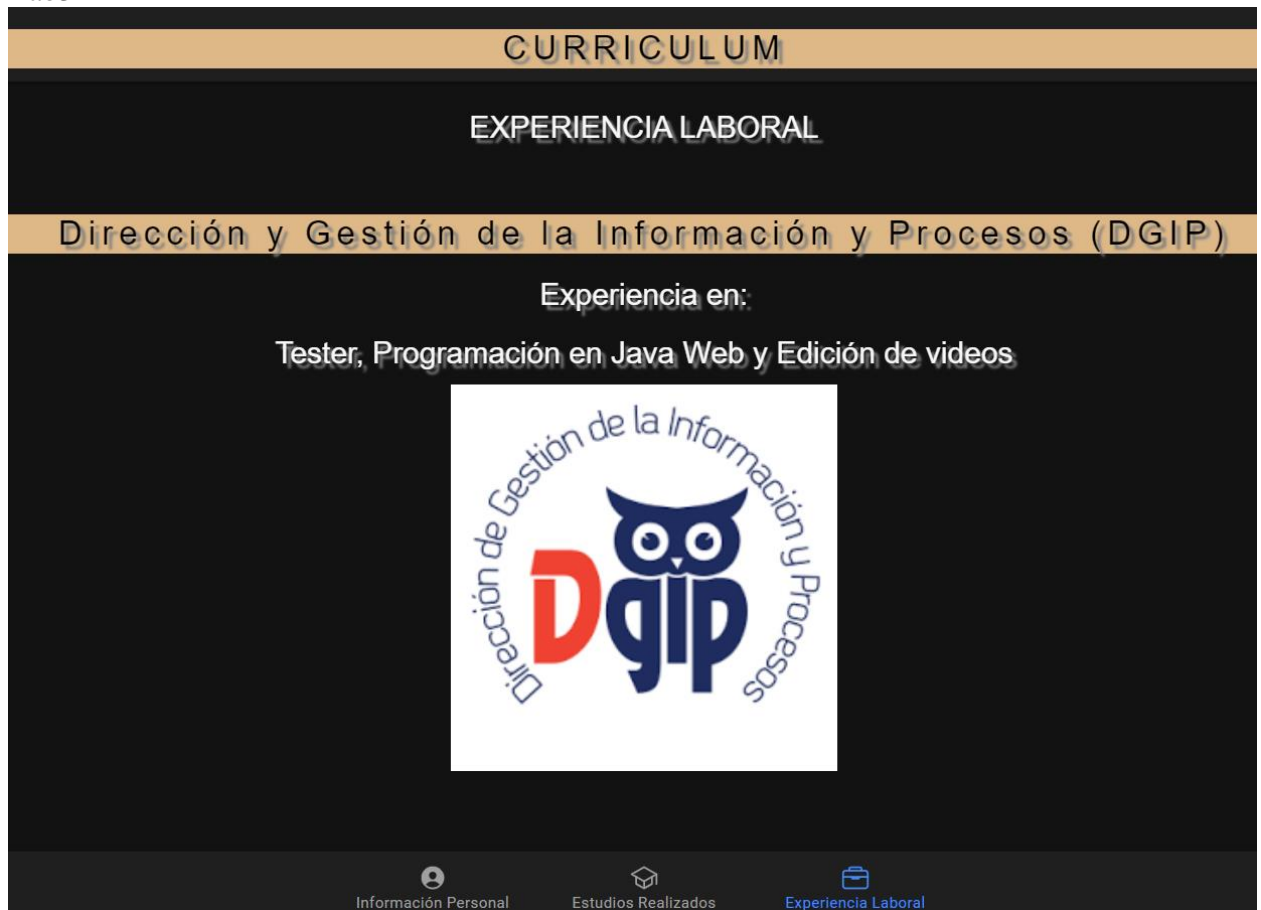 CURRICULUM
EXPERIENCIA LABORAL
Dirección y Gestión de la Información y Procesos (DGIP)
Experiencia en:
Tester, Programación en Java Web y Edición de videos
Dirección de Gestión de la Información y Procesos
Dgip
Información Personal
Estudios Realizados
Experiencia Laboral